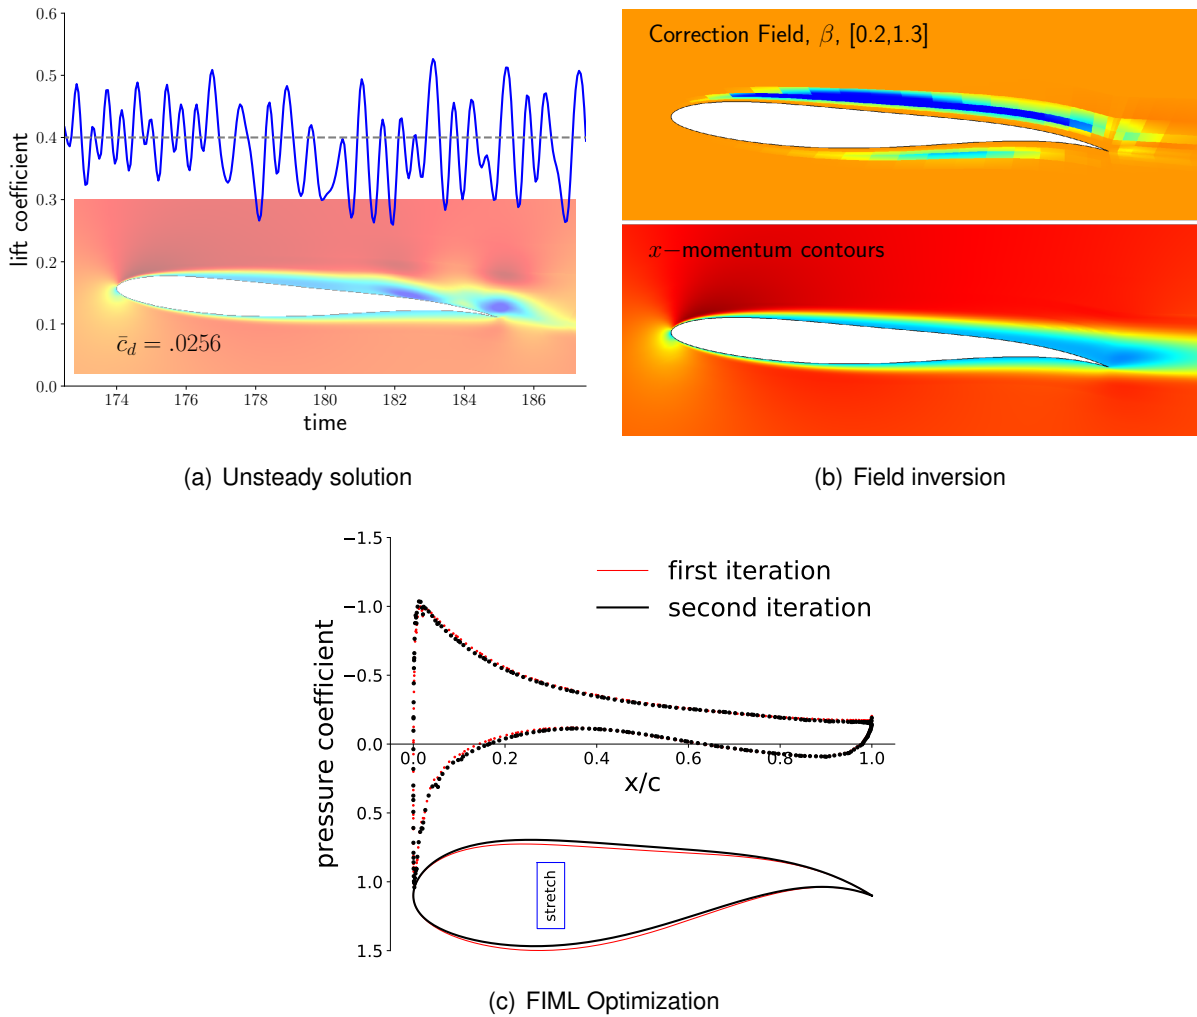 0.6
0.5
0.4
0.3
0.2
0.1
0.0
lift coefficient
c̄_d = .0256
174 176 178 180 182 184 186
time
(a) Unsteady solution
Correction Field, β, [0.2,1.3]
x−momentum contours
(b) Field inversion
−1.5
−1.0
−0.5
0.0
0.5
1.0
1.5
pressure coefficient
first iteration
second iteration
0.0 0.2 0.4 0.6 0.8 1.0
x/c
stretch
(c) FIML Optimization